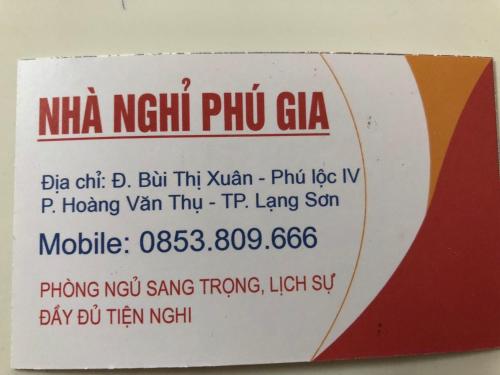 NHÀ NGHỈ PHÚ GIA
Địa chỉ: Đ. Bùi Thị Xuân - Phú lộc IV
P. Hoàng Văn Thụ - TP. Lạng Sơn
Mobile: 0853.809.666
PHÒNG NGỦ SANG TRỌNG, LỊCH SỰ
ĐẦY ĐỦ TIỆN NGHI